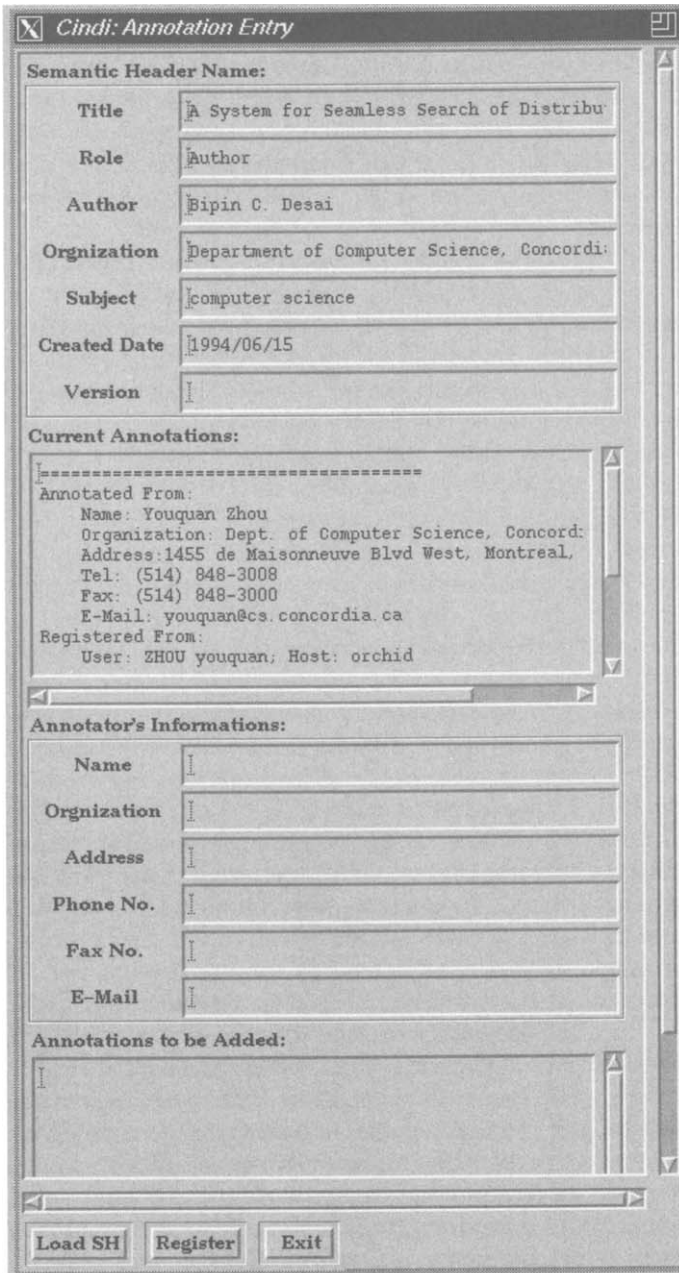 Cindi: Annotation Entry
Semantic Header Name:
Title A System for Seamless Search of Distribu
Role Author
Author Bipin C. Desai
Orgnization Department of Computer Science, Concordi
Subject computer science
Created Date 1994/06/15
Version
Current Annotations:
=====================================
Annotated From:
Name: Youquan Zhou
Organization: Dept. of Computer Science, Concord
Address:1455 de Maisonneuve Blvd West, Montreal,
Tel: (514) 848-3008
Fax: (514) 848-3000
E-Mail: youquan@cs.concordia.ca
Registered From:
User: ZHOU youquan; Host: orchid
Annotator's Informations:
Name
Orgnization
Address
Phone No.
Fax No.
E-Mail
Annotations to be Added:
Load SH Register Exit